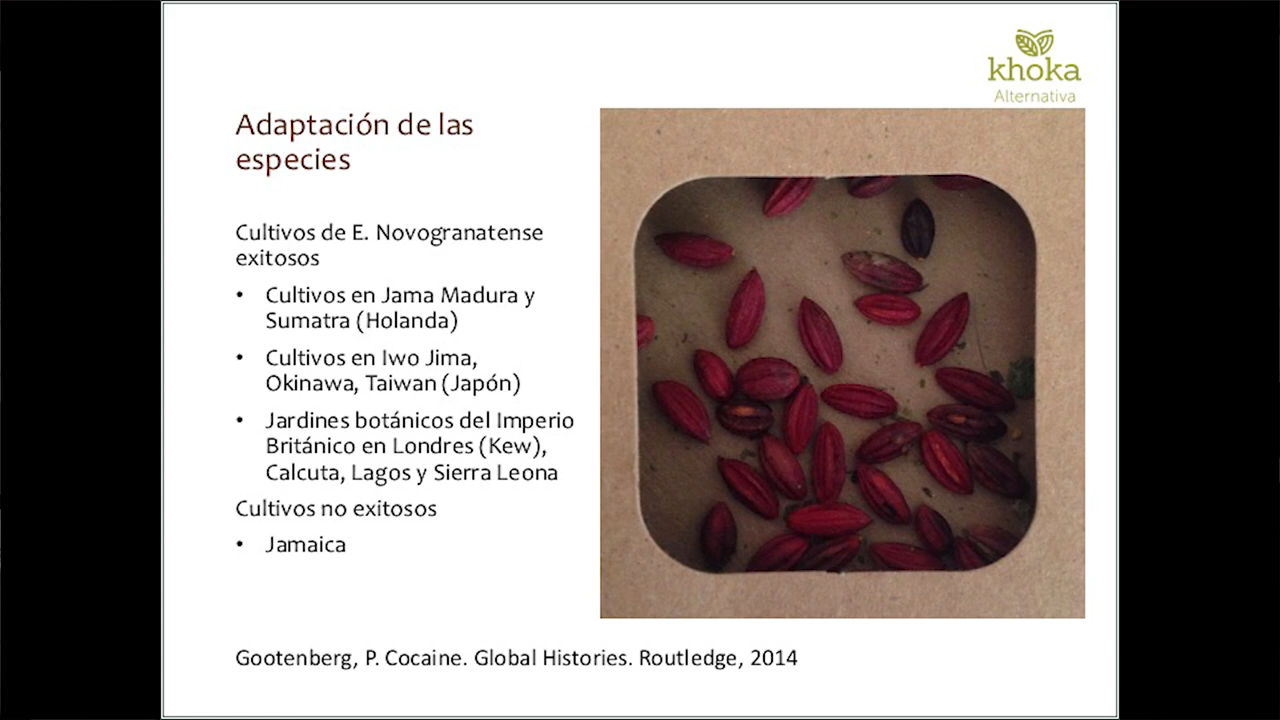 khoka
Alternativa
Adaptación de las
especies
Cultivos de E. Novogranatense
exitosos
• Cultivos en Jama Madura y
Sumatra (Holanda)
• Cultivos en Iwo Jima,
Okinawa, Taiwan (Japón)
• Jardines botánicos del Imperio
Británico en Londres (Kew),
Calcuta, Lagos y Sierra Leona
Cultivos no exitosos
• Jamaica
Gootenberg, P. Cocaine. Global Histories. Routledge, 2014